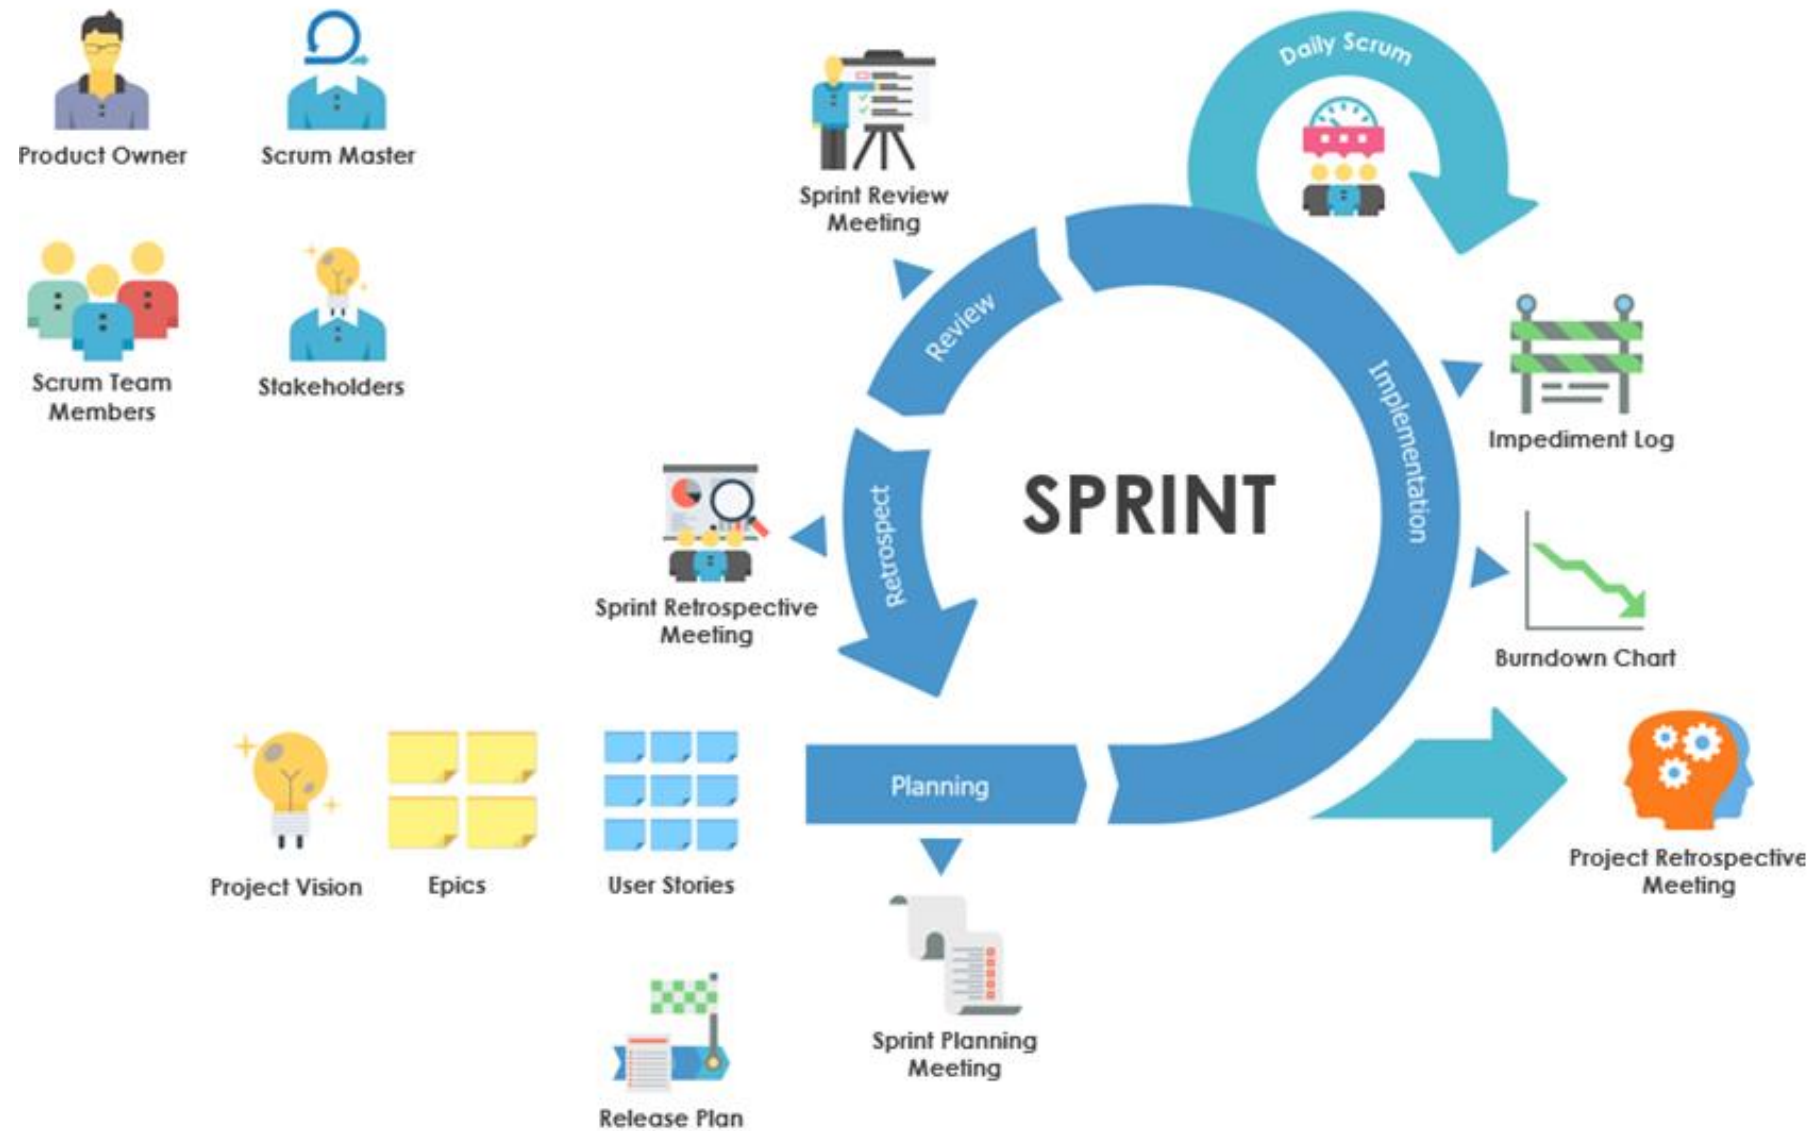 Product Owner
Scrum Master
Scrum Team
Members
Stakeholders
Sprint Review
Meeting
Daily Scrum
Review
Implementation
Impediment Log
SPRINT
Retrospect
Sprint Retrospective
Meeting
Burndown Chart
Project Vision
Epics
User Stories
Planning
Project Retrospective
Meeting
Sprint Planning
Meeting
Release Plan